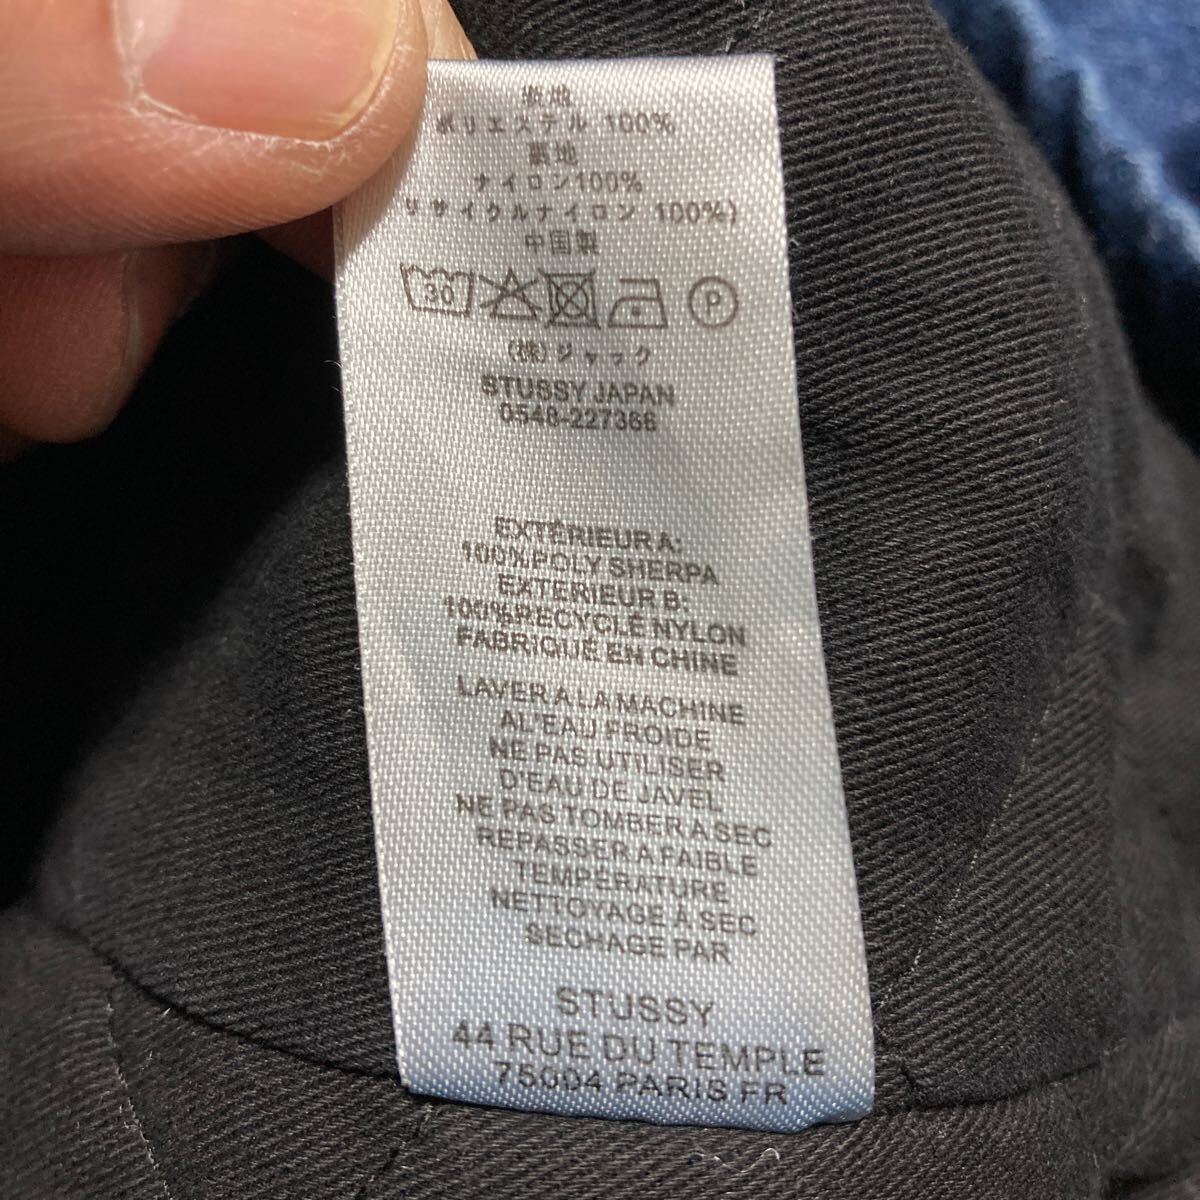 表地
ポリエステル 100%
裏地
ナイロン100%
(リサイクルナイロン 100%)
中国製
30
P
(株)ジャック
STUSSY JAPAN
0548-227366
EXTÉRIEUR A:
100%POLY SHERPA
EXTÉRIEUR B:
100%RECYCLÉ NYLON
FABRIQUÉ EN CHINE
LAVER A LA MACHINE
A L'EAU FROIDE
NE PAS UTILISER
D'EAU DE JAVEL
NE PAS TOMBER A SEC
REPASSER A FAIBLE
TEMPÉRATURE
NETTOYAGE À SEC
SECHAGE PAR
STUSSY
44 RUE DU TEMPLE
75004 PARIS FR